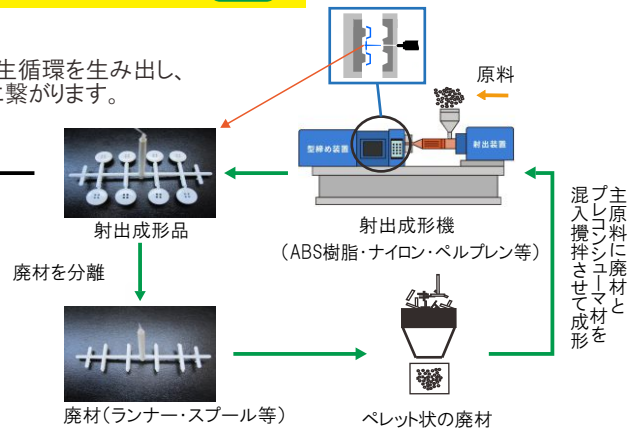 生循環を生み出し、
繋がります。
原料
型締め装置
射出装置
射出成形品
射出成形機
（ABS樹脂・ナイロン・ペルプレン等）
廃材を分離
主原料に廃材と
プレコンシューマ材を
混入攪拌させて成形
廃材（ランナー・スプール等）
ペレット状の廃材